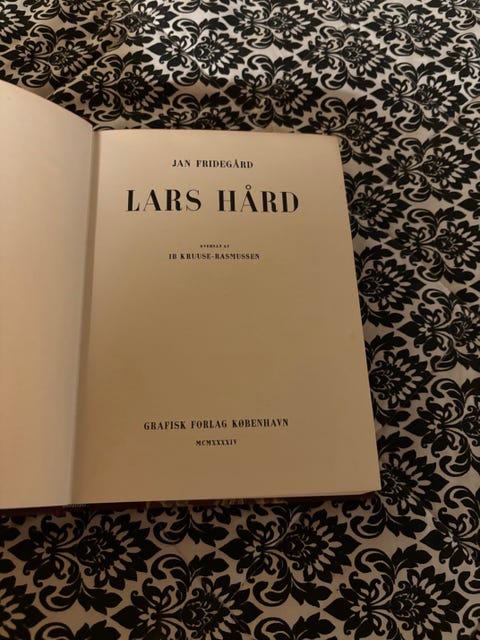 JAN FRIDEGÅRD
LARS HÅRD
OVERSAT AF
IB KRUUSE-RASMUSSEN
GRAFISK FORLAG KØBENHAVN
MCMXXXXIV